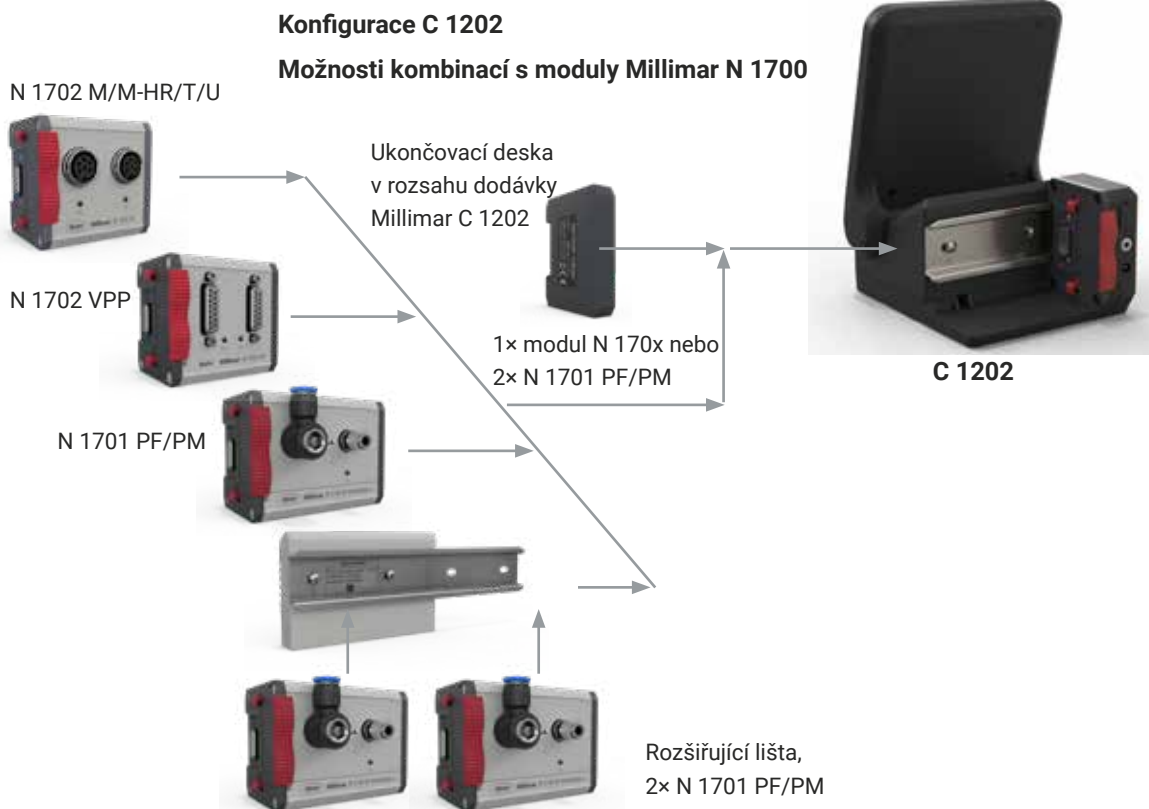 Konfigurace C 1202
Možnosti kombinací s moduly Millimar N 1700
N 1702 M/M-HR/T/U
Ukončovací deska
v rozsahu dodávky
Millimar C 1202
N 1702 VPP
1× modul N 170x nebo
2× N 1701 PF/PM
C 1202
N 1701 PF/PM
Rozšiřující lišta,
2× N 1701 PF/PM